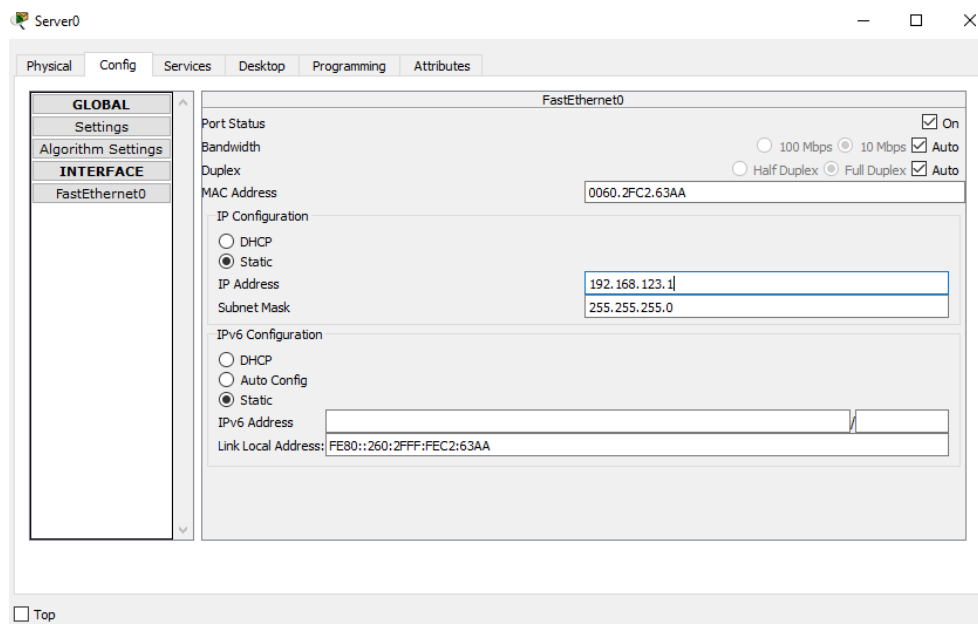 Server0
Physical Config Services Desktop Programming Attributes
GLOBAL
Settings
Algorithm Settings
INTERFACE
FastEthernet0
FastEthernet0
Port Status On
Bandwidth 100 Mbps 10 Mbps Auto
Duplex Half Duplex Full Duplex Auto
MAC Address 0060.2FC2.63AA
IP Configuration
DHCP
Static
IP Address 192.168.123.1
Subnet Mask 255.255.255.0
IPv6 Configuration
DHCP
Auto Config
Static
IPv6 Address /
Link Local Address: FE80::260:2FFF:FEC2:63AA
Top